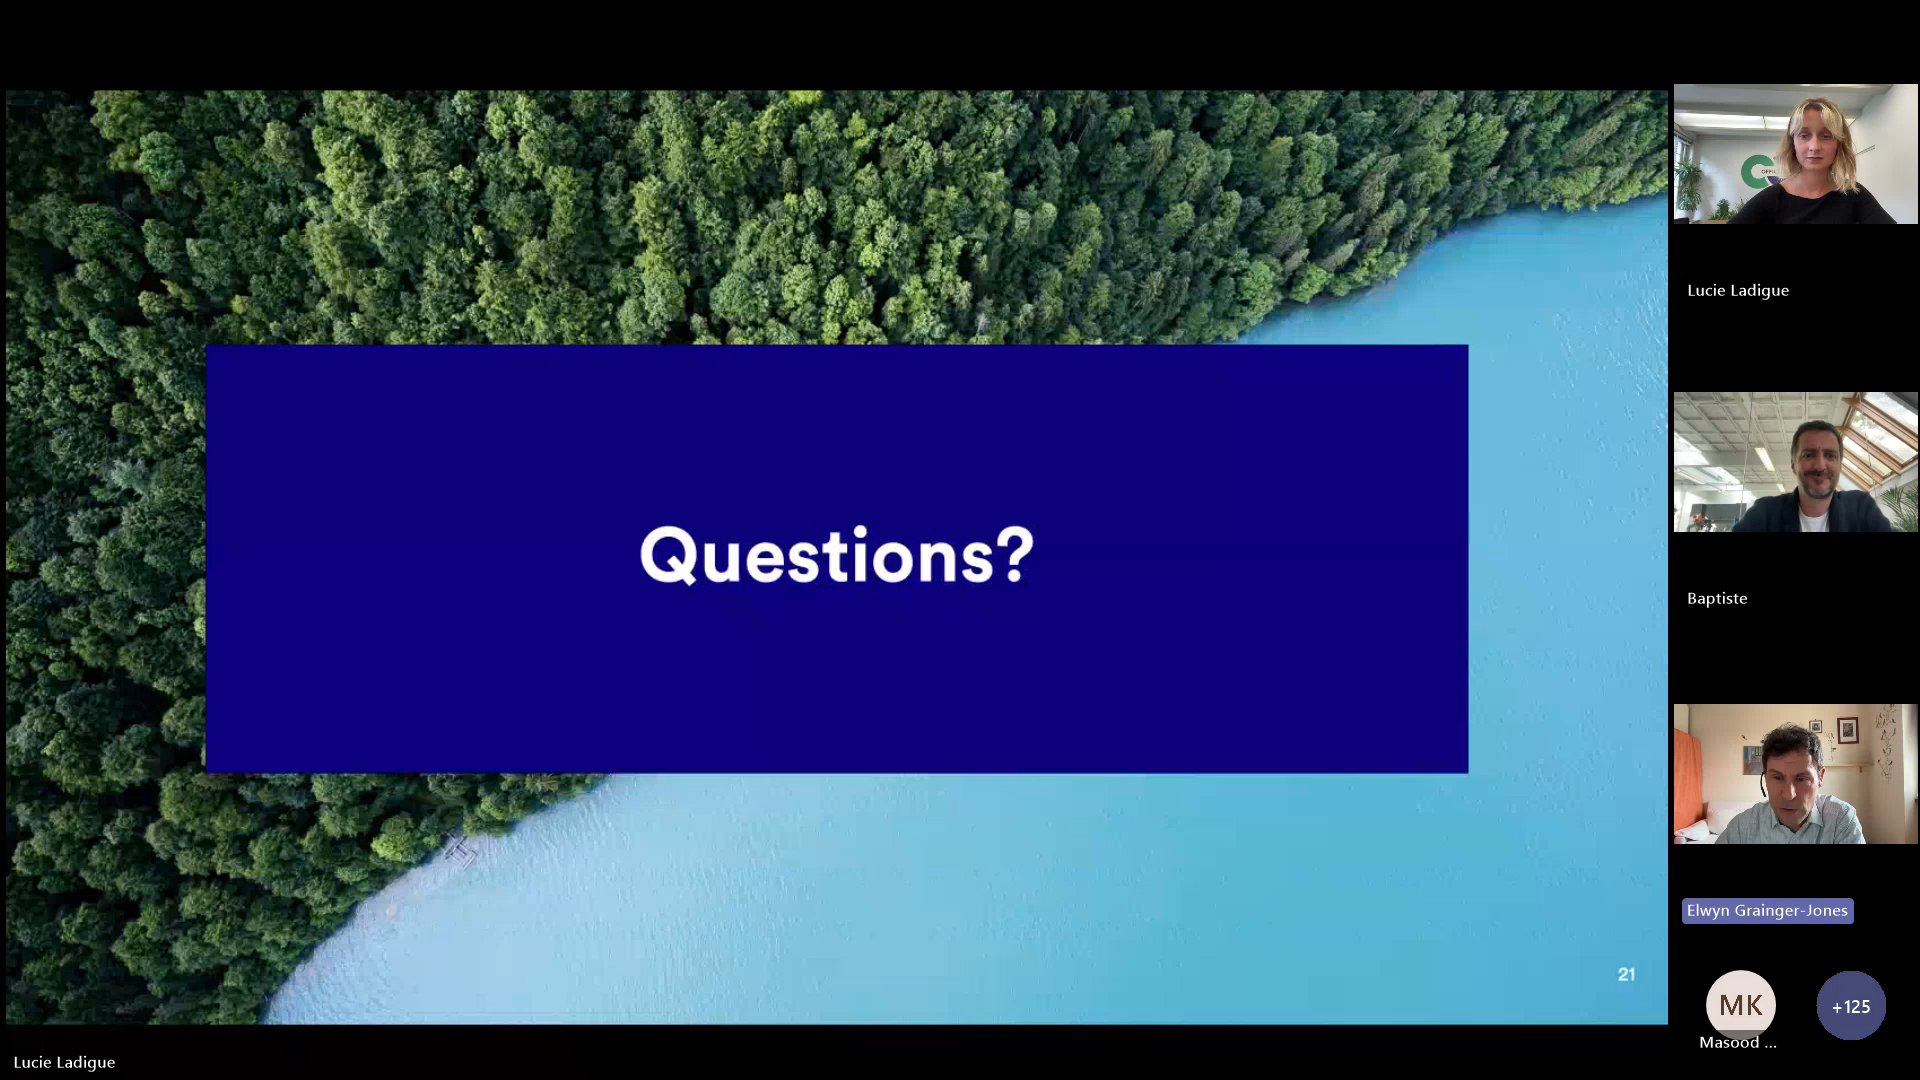 Questions?
21
Lucie Ladigue
Baptiste
Elwyn Grainger-Jones
MK
Masood ...
+125
Lucie Ladigue